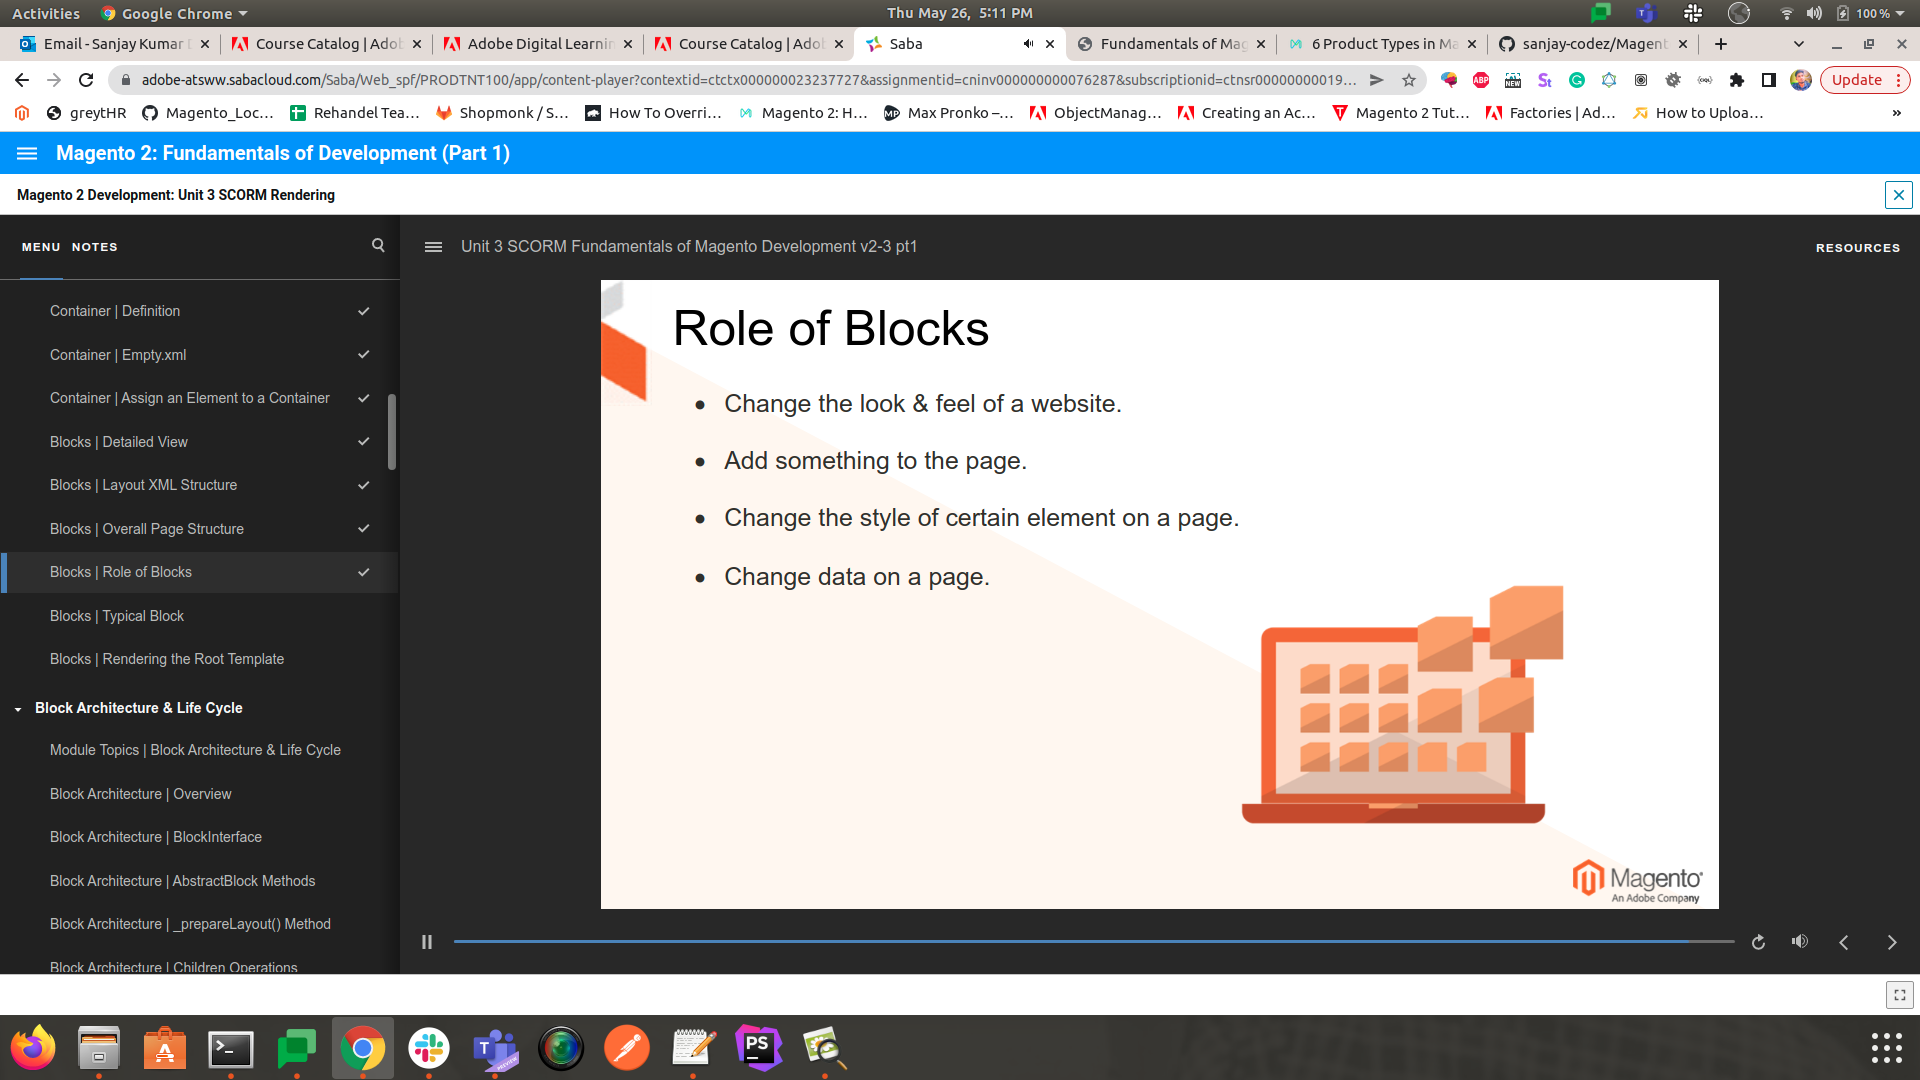 Activities
Google Chrome
Thu May 26, 5:11 PM
100 %
Email - Sanjay Kumar
Course Catalog | Adob
Adobe Digital Learnin
Course Catalog | Adob
Saba
Fundamentals of Mag
6 Product Types in Ma
sanjay-codez/Magent
adobe-atsww.sabacloud.com/Saba/Web_spf/PRODTNT100/app/content-player?contextid=ctctx000000023237727&assignmentid=cninv000000000076287&subscriptionid=ctnsr00000000019...
ABP
NEW
Update
greytHR
Magento_Loc...
Rehandel Tea...
Shopmonk / S...
How To Overri...
Magento 2: H...
Max Pronko –...
ObjectManag...
Creating an Ac...
Magento 2 Tut...
Factories | Ad...
How to Uploa...
»
Magento 2: Fundamentals of Development (Part 1)
Magento 2 Development: Unit 3 SCORM Rendering
MENU
NOTES
Unit 3 SCORM Fundamentals of Magento Development v2-3 pt1
RESOURCES
Container | Definition
Container | Empty.xml
Container | Assign an Element to a Container
Blocks | Detailed View
Blocks | Layout XML Structure
Blocks | Overall Page Structure
Blocks | Role of Blocks
Blocks | Typical Block
Blocks | Rendering the Root Template
Block Architecture & Life Cycle
Module Topics | Block Architecture & Life Cycle
Block Architecture | Overview
Block Architecture | BlockInterface
Block Architecture | AbstractBlock Methods
Block Architecture | _prepareLayout() Method
Block Architecture | Children Operations
Role of Blocks
• Change the look & feel of a website.
• Add something to the page.
• Change the style of certain element on a page.
• Change data on a page.
Magento
An Adobe Company
PS